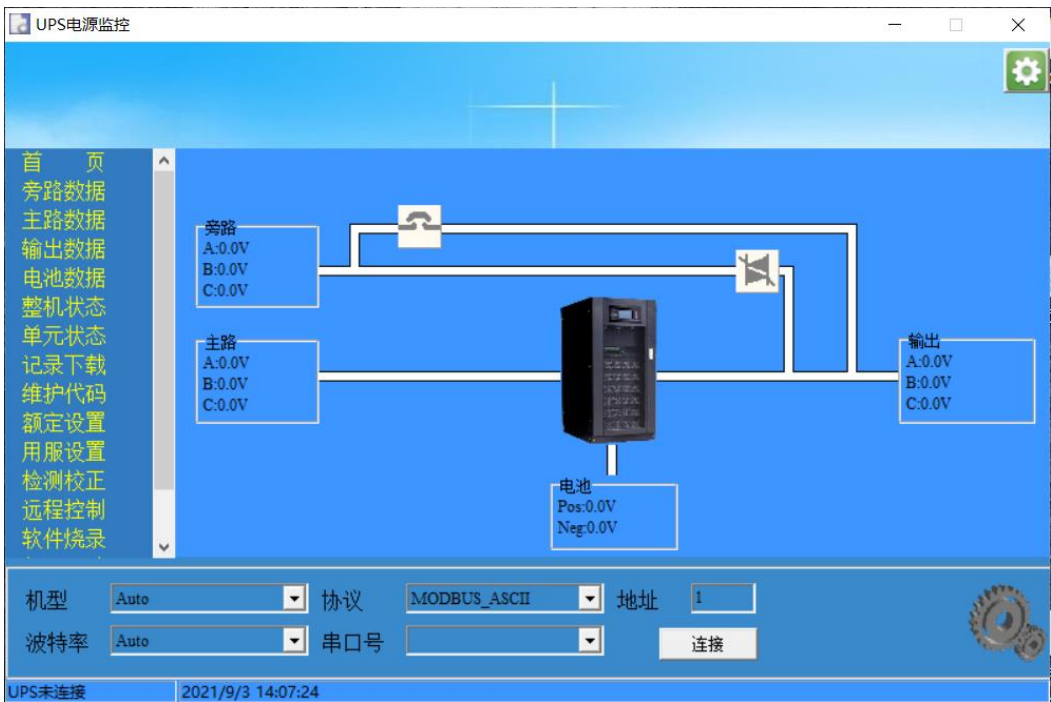 UPS电源监控
首 页
旁路数据
主路数据
输出数据
电池数据
整机状态
单元状态
记录下载
维护代码
额定设置
用服设置
检测校正
远程控制
软件烧录
旁路
A:0.0V
B:0.0V
C:0.0V
主路
A:0.0V
B:0.0V
C:0.0V
输出
A:0.0V
B:0.0V
C:0.0V
电池
Pos:0.0V
Neg:0.0V
机型 Auto 协议 MODBUS_ASCII 地址 1
波特率 Auto 串口号 连接
UPS未连接 2021/9/3 14:07:24